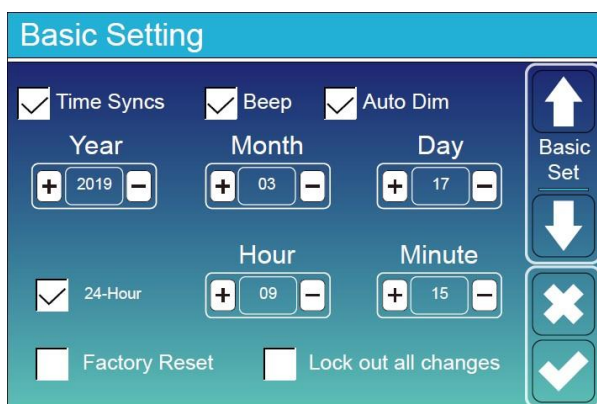 Basic Setting
Time Syncs Beep Auto Dim
Year Month Day Basic
Set
+ 2019 − + 03 − + 17 −
Hour Minute
24-Hour + 09 − + 15 −
Factory Reset Lock out all changes